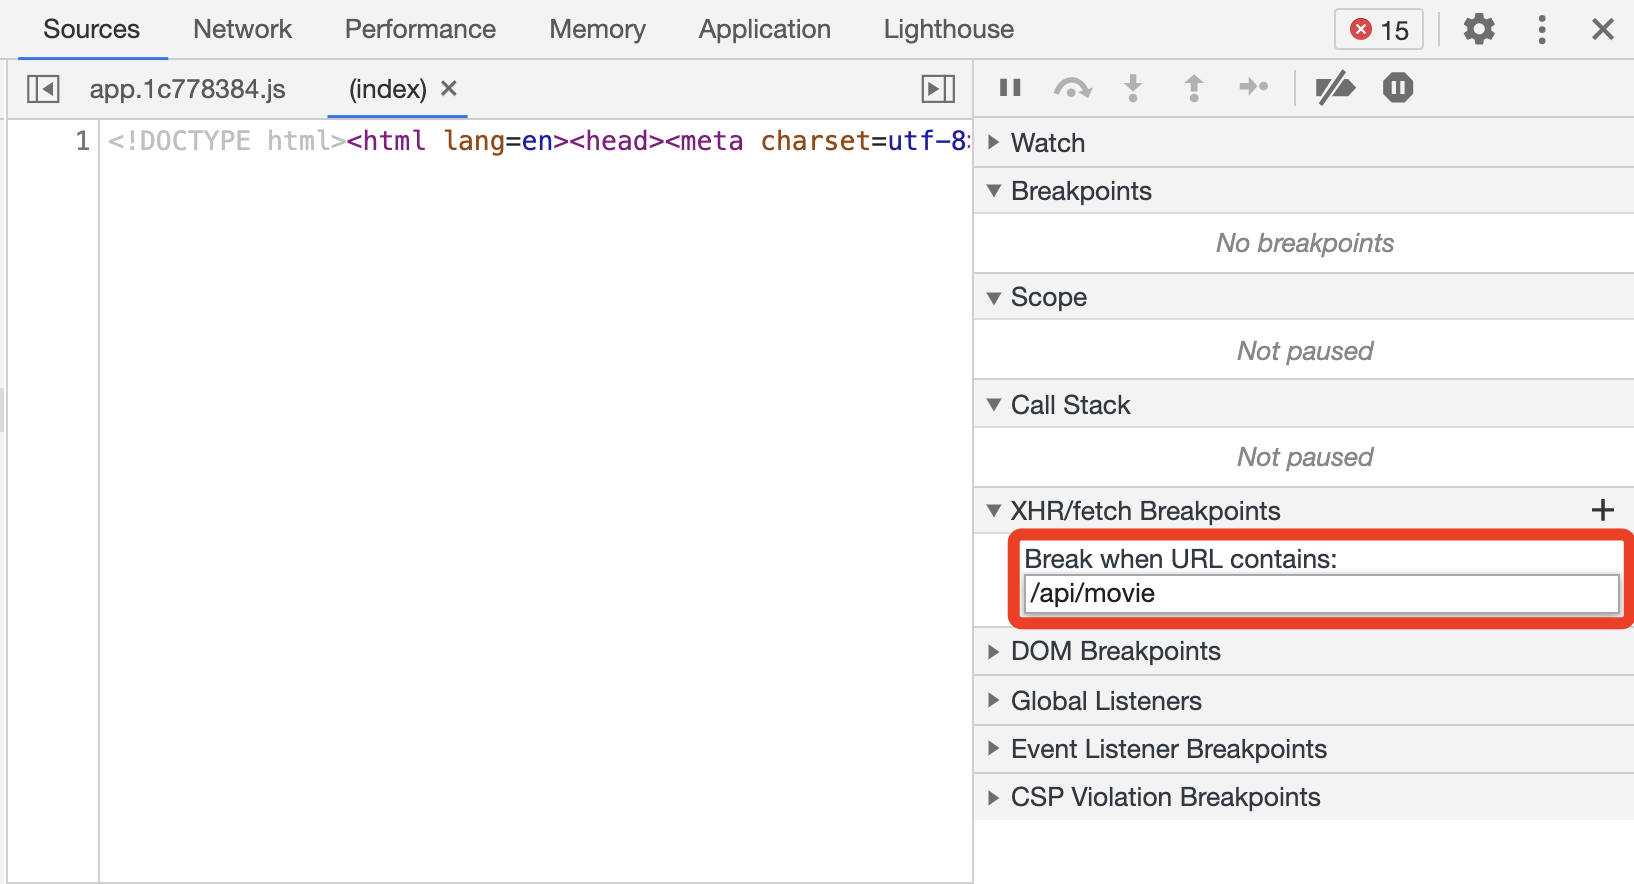 Sources Network Performance Memory Application Lighthouse 15
app.1c778384.js (index)
1 <!DOCTYPE html><html lang=en><head><meta charset=utf-8>
Watch
Breakpoints
No breakpoints
Scope
Not paused
Call Stack
Not paused
XHR/fetch Breakpoints
Break when URL contains:
/api/movie
DOM Breakpoints
Global Listeners
Event Listener Breakpoints
CSP Violation Breakpoints